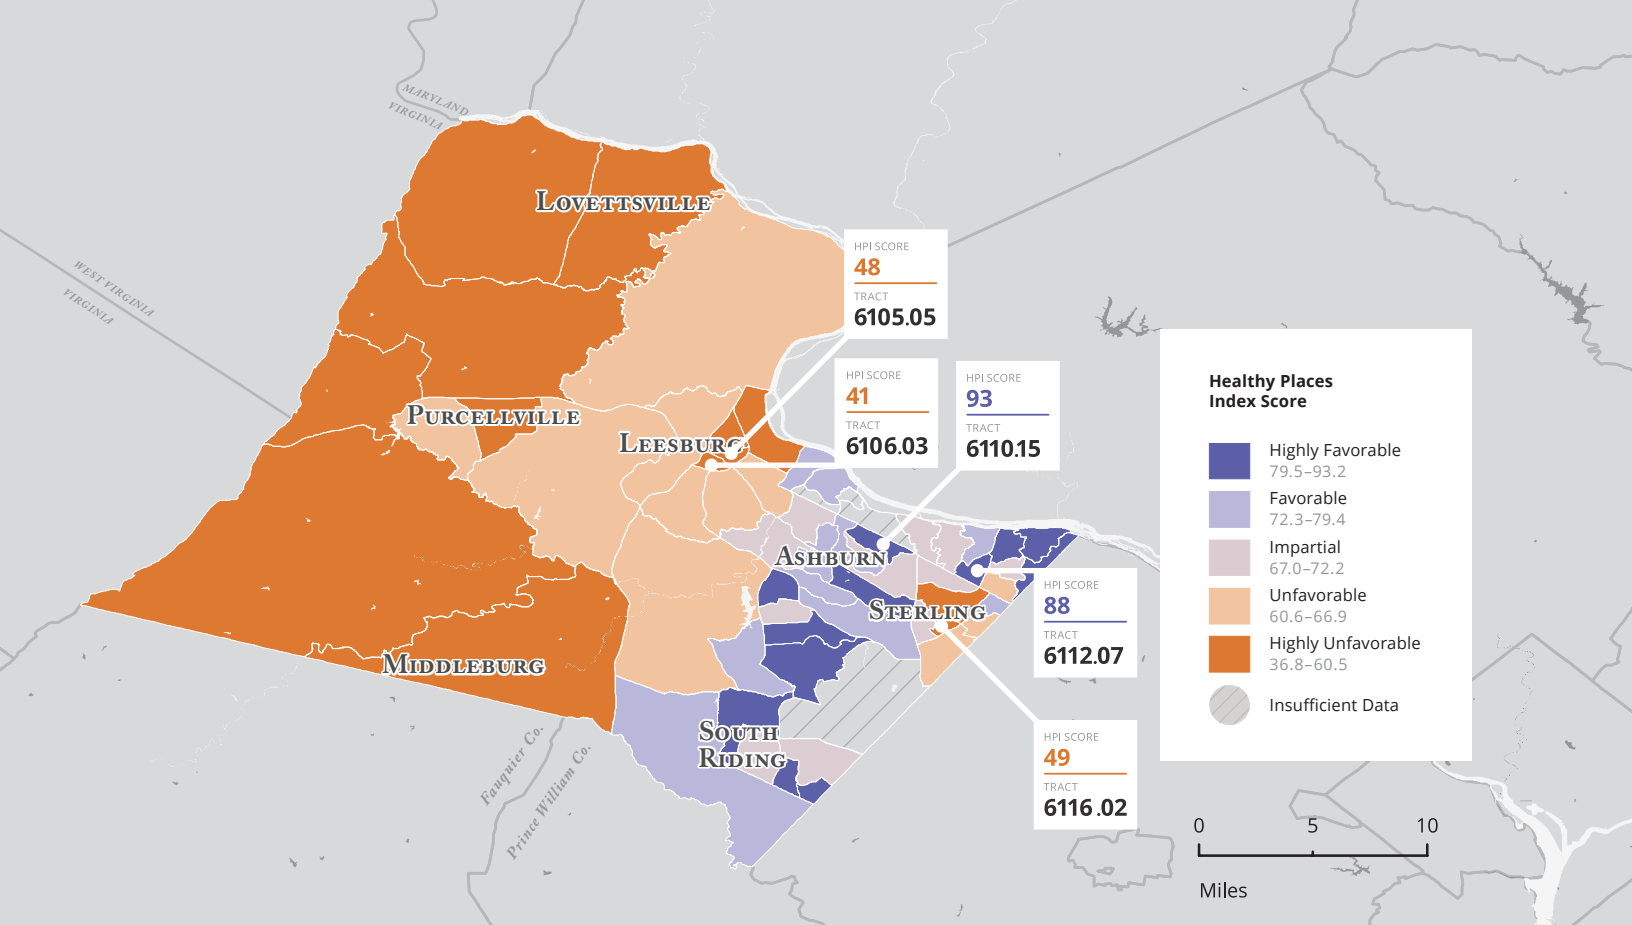 MARYLAND
VIRGINIA
WEST VIRGINIA
VIRGINIA
LOVETTSVILLE
PURCELLVILLE
LEESBURG
ASHBURN
STERLING
MIDDLEBURG
SOUTH
RIDING
Fauquier Co.
Prince William Co.
HPI SCORE
48
TRACT
6105.05
HPI SCORE
41
TRACT
6106.03
HPI SCORE
93
TRACT
6110.15
HPI SCORE
88
TRACT
6112.07
HPI SCORE
49
TRACT
6116.02
Healthy Places
Index Score
Highly Favorable
79.5–93.2
Favorable
72.3–79.4
Impartial
67.0–72.2
Unfavorable
60.6–66.9
Highly Unfavorable
36.8–60.5
Insufficient Data
0 5 10
Miles